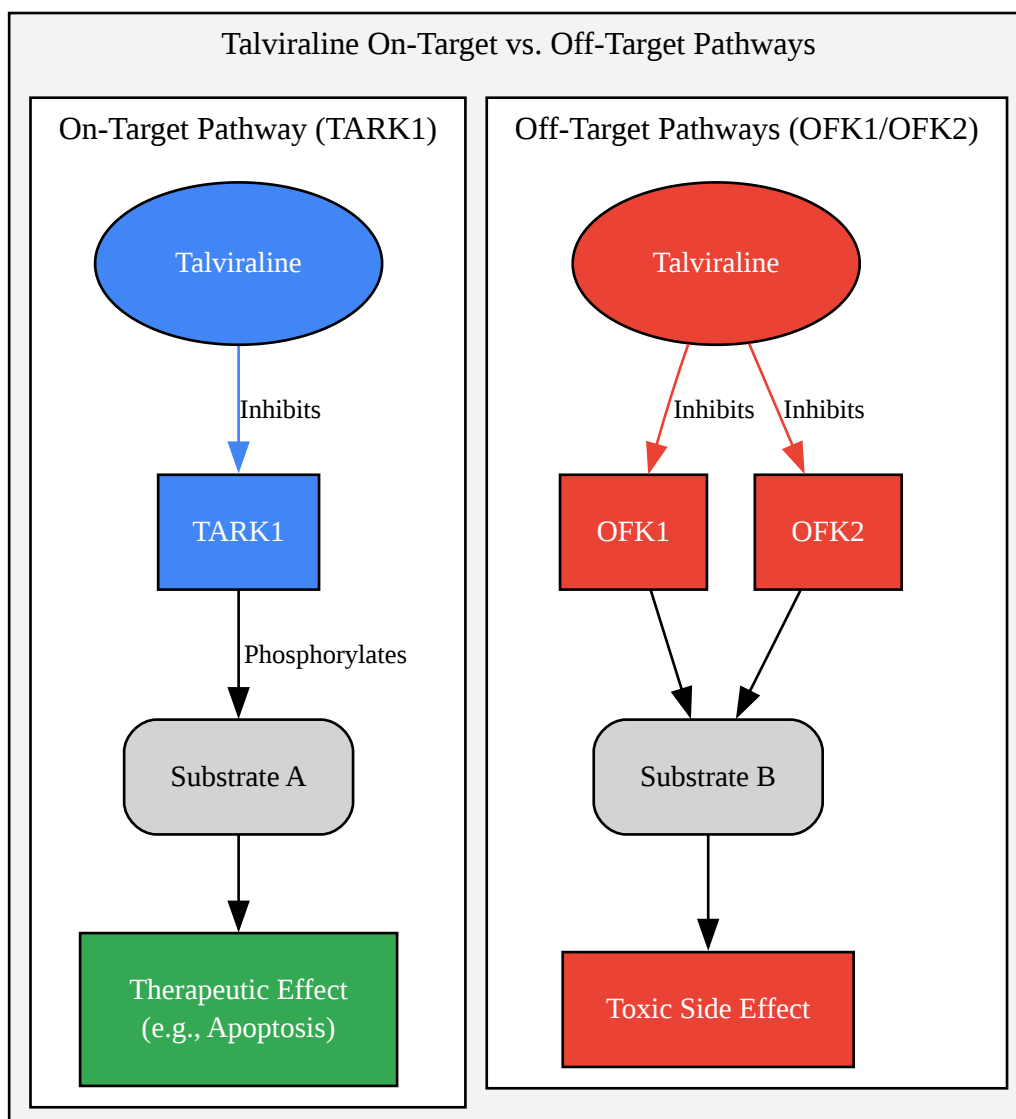 Talviraline On-Target vs. Off-Target Pathways
On-Target Pathway (TARK1)
Talviraline
Inhibits
TARK1
Phosphorylates
Substrate A
Therapeutic Effect
(e.g., Apoptosis)
Off-Target Pathways (OFK1/OFK2)
Talviraline
Inhibits
Inhibits
OFK1
OFK2
Substrate B
Toxic Side Effect